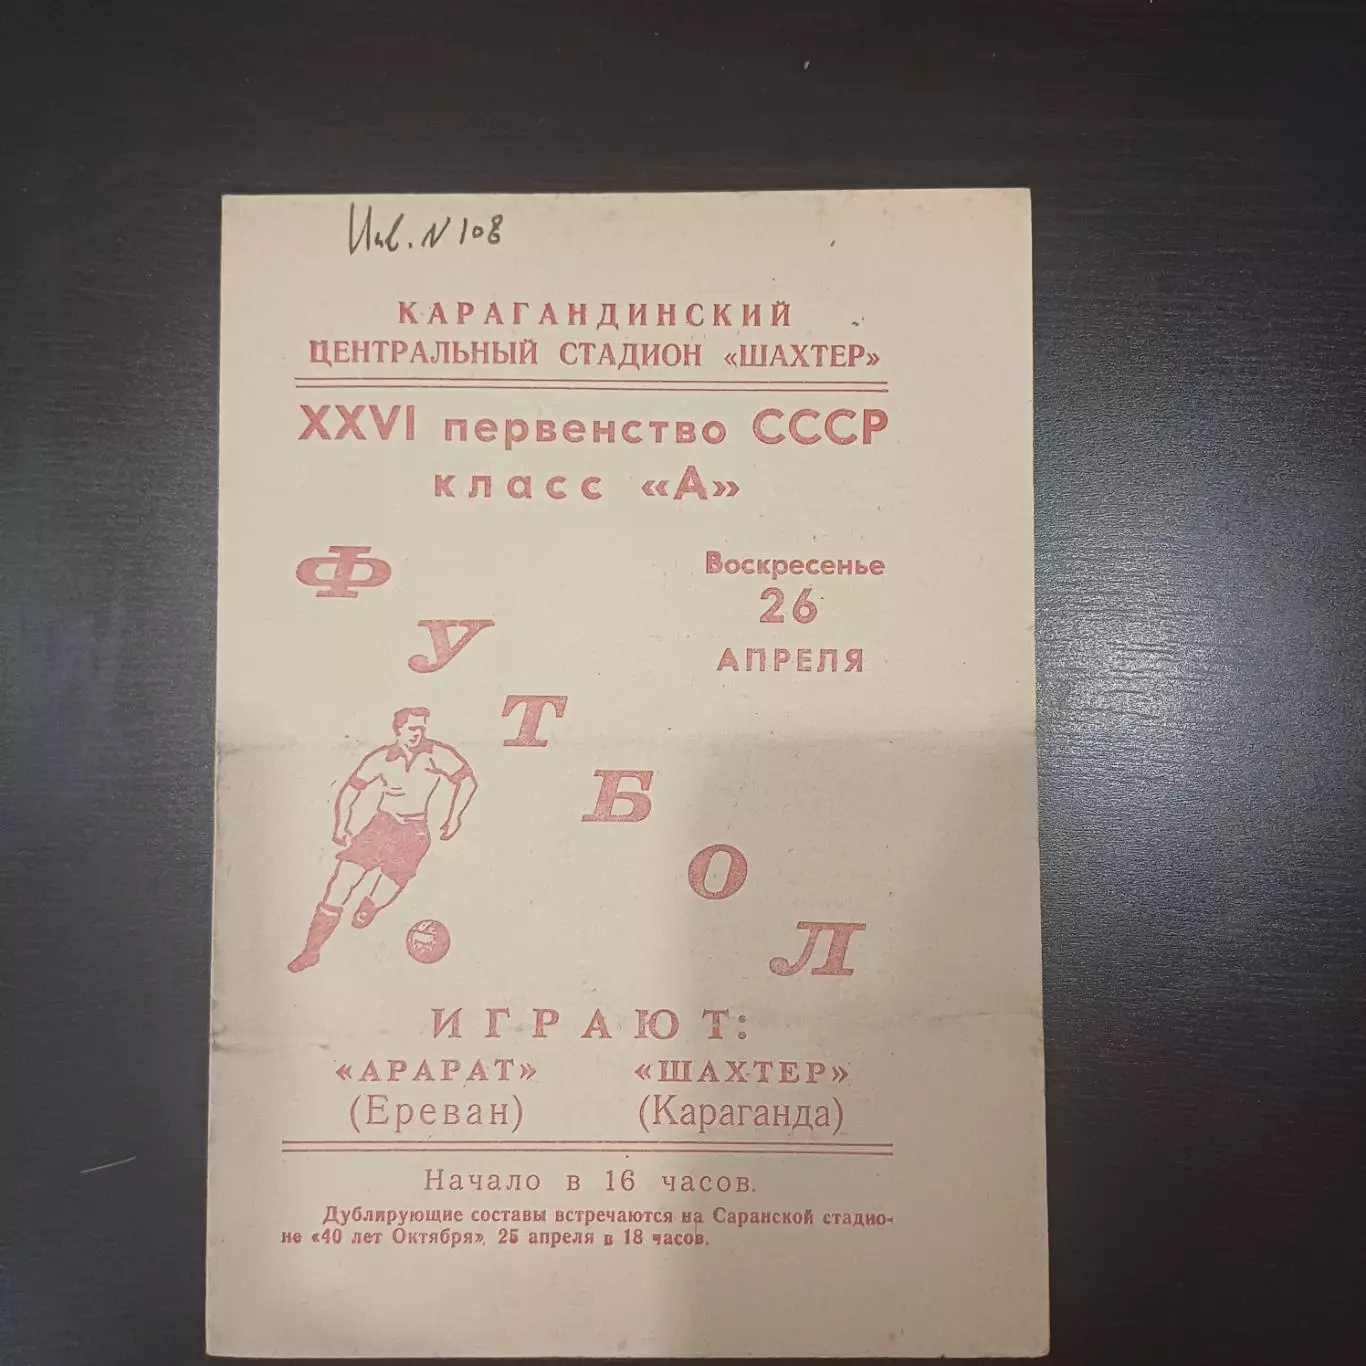 Инв. N 108
КАРАГАНДИНСКИЙ
ЦЕНТРАЛЬНЫЙ СТАДИОН «ШАХТЕР»
XXVI первенство СССР
класс «А»
Воскресенье
26
АПРЕЛЯ
ФУТБОЛ
ИГРАЮТ:
«АРАРАТ» «ШАХТЕР»
(Ереван) (Караганда)
Начало в 16 часов.
Дублирующие составы встречаются на Саранской стадио-
не «40 лет Октября», 25 апреля в 18 часов.